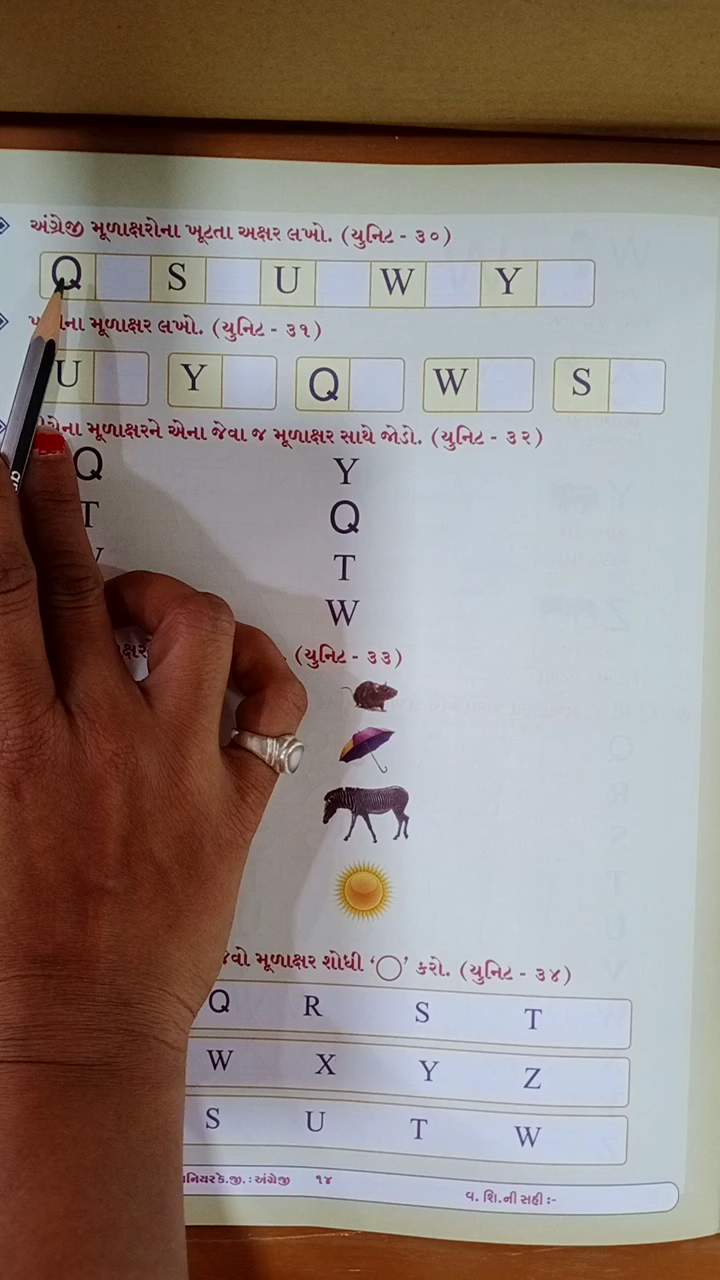 અંગ્રેજી મૂળાક્ષરોના ખૂટતા અક્ષર લખો. (યુનિટ - ૩૦)
Q S U W Y
મૂળાક્ષર લખો. (યુનિટ - ૩૧)
U Y Q W S
મૂળાક્ષરને એના જેવા જ મૂળાક્ષર સાથે જોડો. (યુનિટ - ૩૨)
Q Y
T Q
T
W
(યુનિટ - ૩૩)
મૂળાક્ષર શોધી ‘○’ કરો. (યુનિટ - ૩૪)
Q R S T
W X Y Z
S U T W
કે.જી. : અંગ્રેજી ૧૪
વ. શિ.ની સહી :-